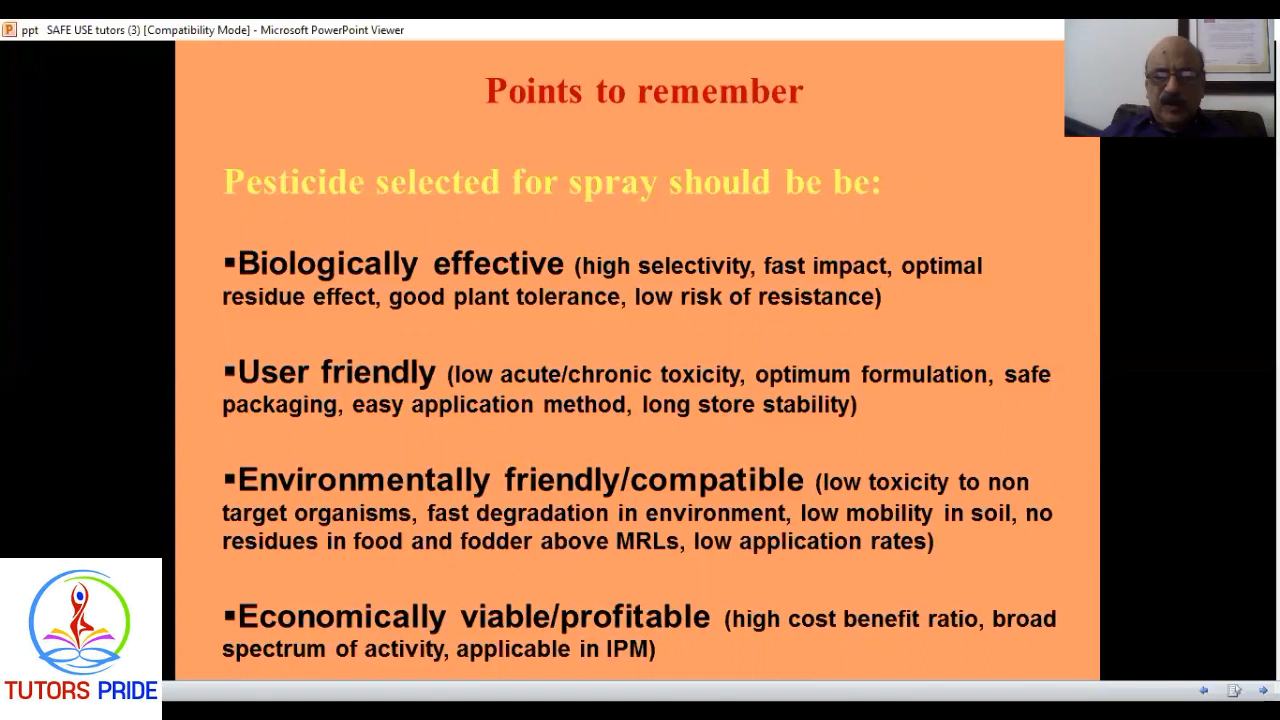 ppt SAFE USE tutors (3) [Compatibility Mode] - Microsoft PowerPoint Viewer
Points to remember
Pesticide selected for spray should be be:
▪Biologically effective (high selectivity, fast impact, optimal
residue effect, good plant tolerance, low risk of resistance)
▪User friendly (low acute/chronic toxicity, optimum formulation, safe
packaging, easy application method, long store stability)
▪Environmentally friendly/compatible (low toxicity to non
target organisms, fast degradation in environment, low mobility in soil, no
residues in food and fodder above MRLs, low application rates)
▪Economically viable/profitable (high cost benefit ratio, broad
spectrum of activity, applicable in IPM)
TUTORS PRIDE